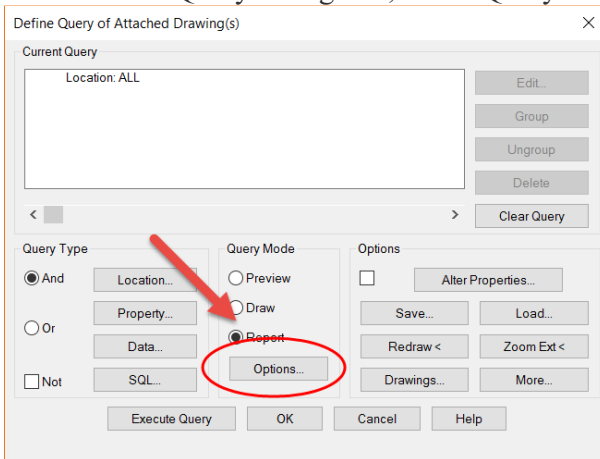 Define Query of Attached Drawing(s)
Current Query
Location: ALL
Edit...
Group
Ungroup
Delete
Clear Query
Query Type
And
Or
Not
Location...
Property...
Data...
SQL...
Query Mode
Preview
Draw
Report
Options...
Options
Alter Properties...
Save...
Load...
Redraw <
Zoom Ext <
Drawings...
More...
Execute Query
OK
Cancel
Help